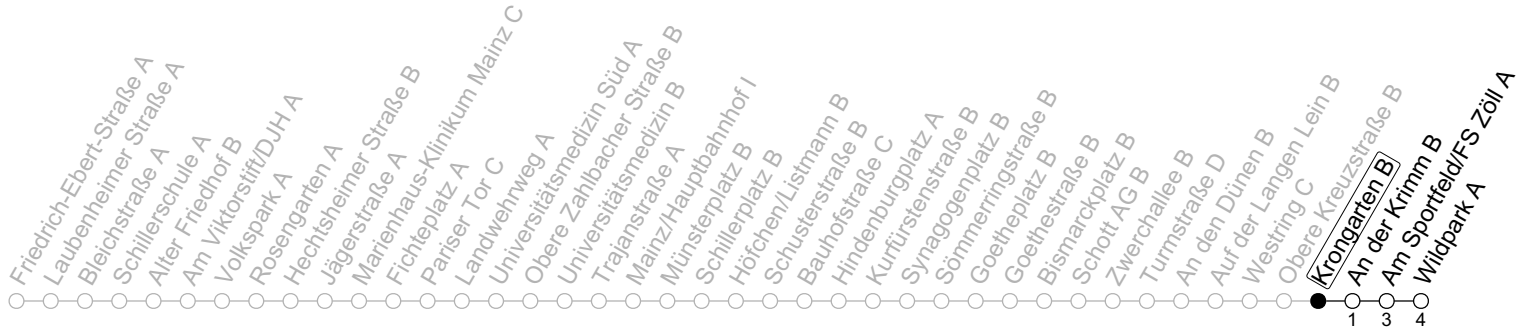 Friedrich-Ebert-Straße A
Laubenheimer Straße A
Bleichstraße A
Schillerschule A
Alter Friedhof B
Am Viktorstift/DJH A
Volkspark A
Rosengarten A
Hechtsheimer Straße B
Jägerstraße A
Marienhaus-Klinikum Mainz C
Fichteplatz A
Pariser Tor C
Landwehrweg A
Universitätsmedizin Süd A
Obere Zahlbacher Straße B
Universitätsmedizin B
Trajanstraße A
Mainz/Hauptbahnhof I
Münsterplatz B
Schillerplatz B
Höfchen/Listmann B
Schusterstraße B
Bauhofstraße C
Hindenburgplatz A
Kurfürstenstraße B
Synagogenplatz B
Sömmerringstraße B
Goetheplatz B
Goethestraße B
Bismarckplatz B
Schott AG B
Zwerchallee B
Turmstraße D
An den Dünen B
Auf der Langen Lein B
Westring C
Obere Kreuzstraße B
Krongarten B
An der Krimm B
Am Sportfeld/FS Zöll A
Wildpark A
1 3 4